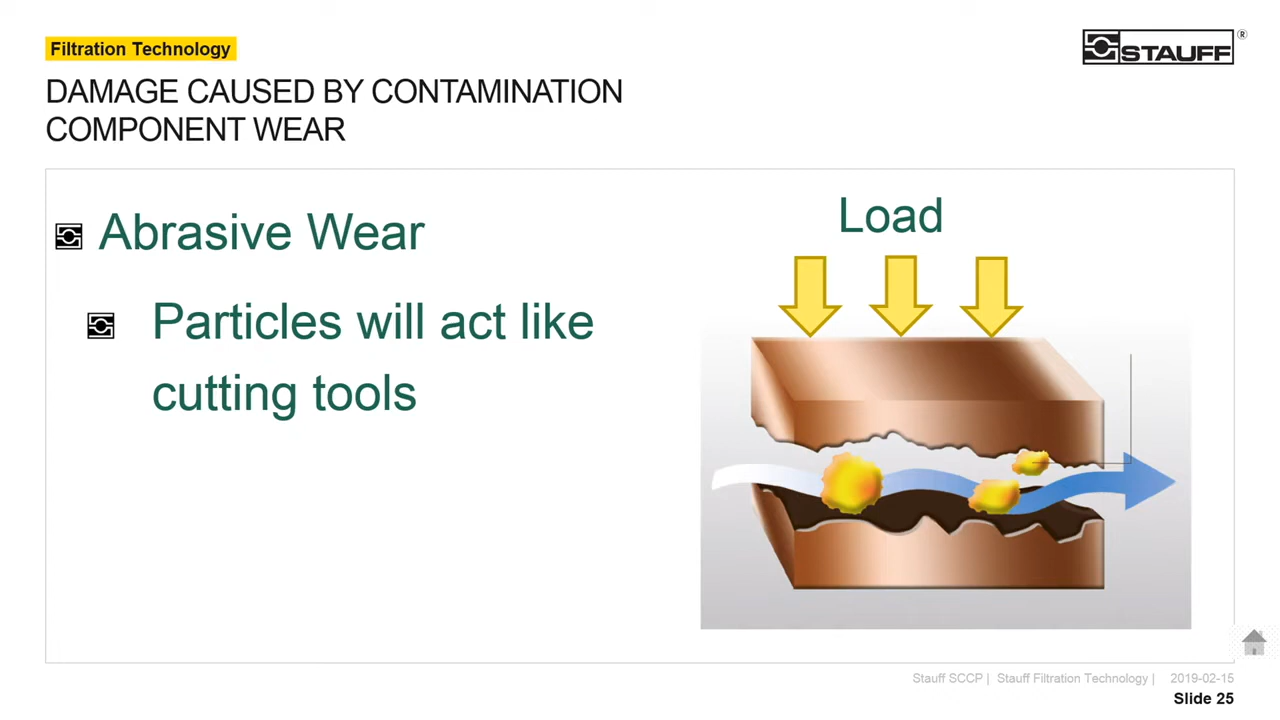 Filtration Technology
STAUFF®
DAMAGE CAUSED BY CONTAMINATION
COMPONENT WEAR
Abrasive Wear
Particles will act like
cutting tools
Load
Stauff SCCP | Stauff Filtration Technology | 2019-02-15
Slide 25